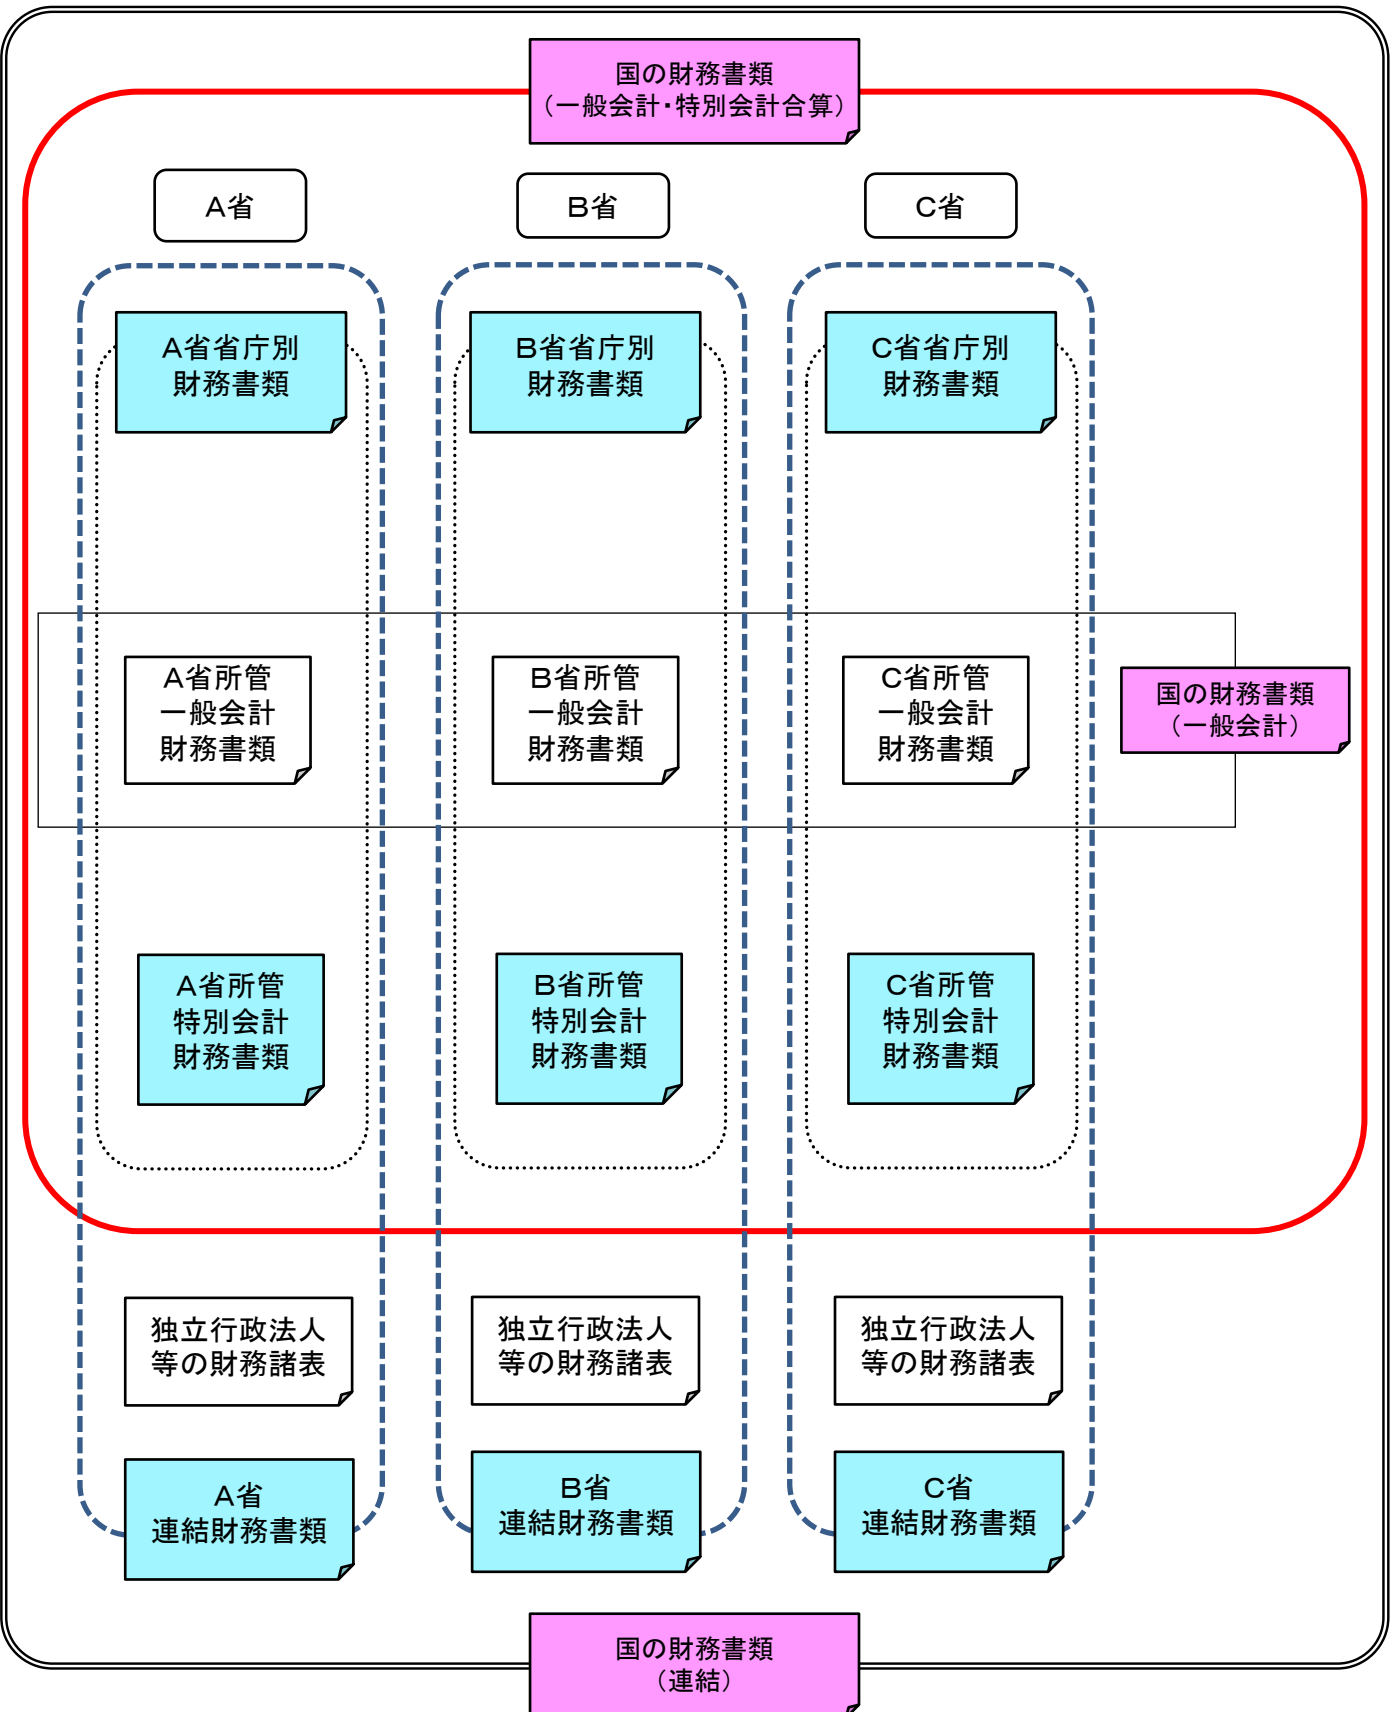 国の財務書類
（一般会計・特別会計合算）
Ａ省
Ｂ省
Ｃ省
Ａ省省庁別
財務書類
Ｂ省省庁別
財務書類
Ｃ省省庁別
財務書類
Ａ省所管
一般会計
財務書類
Ｂ省所管
一般会計
財務書類
Ｃ省所管
一般会計
財務書類
国の財務書類
（一般会計）
Ａ省所管
特別会計
財務書類
Ｂ省所管
特別会計
財務書類
Ｃ省所管
特別会計
財務書類
独立行政法人
等の財務諸表
独立行政法人
等の財務諸表
独立行政法人
等の財務諸表
Ａ省
連結財務書類
Ｂ省
連結財務書類
Ｃ省
連結財務書類
国の財務書類
（連結）